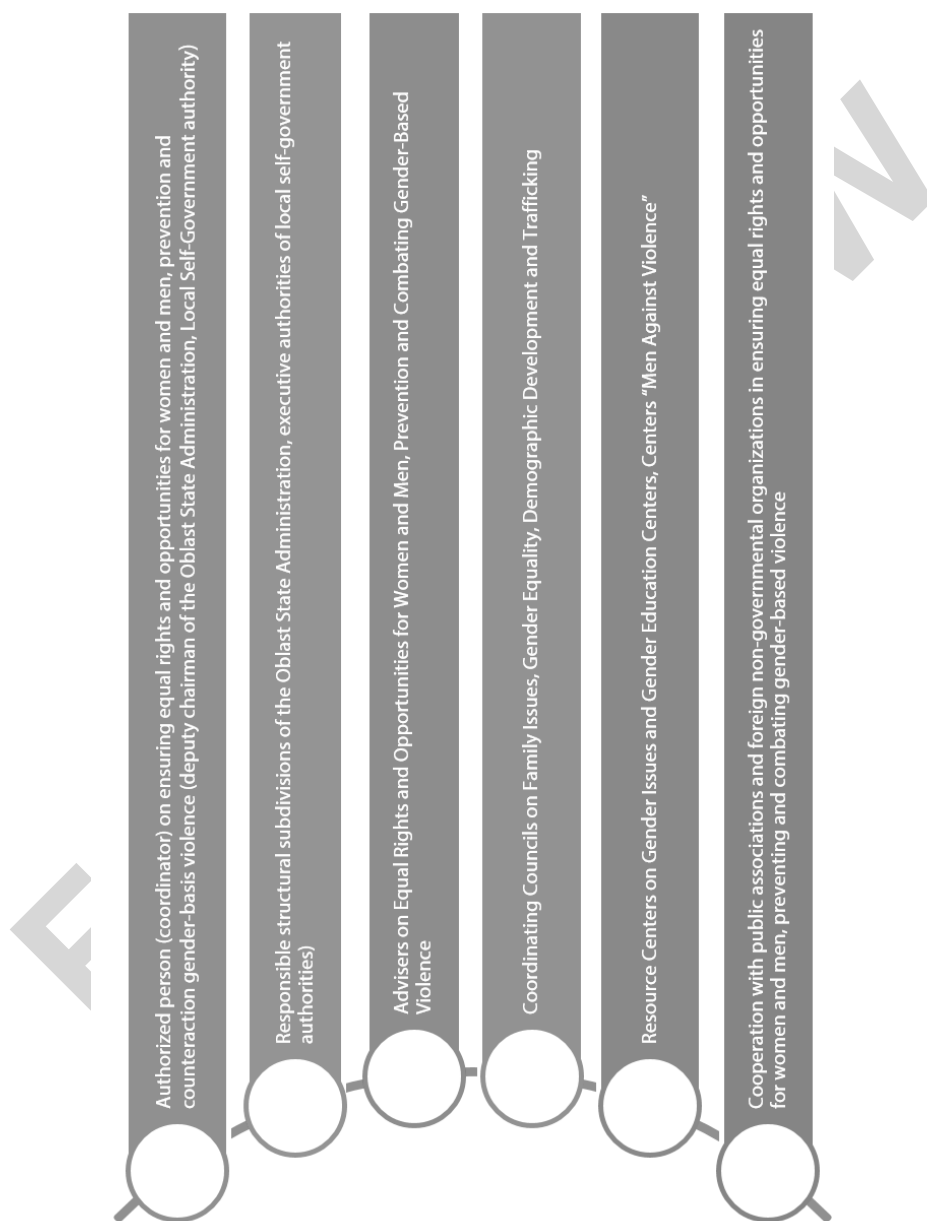 Authorized person (coordinator) on ensuring equal rights and opportunities for women and men, prevention and
counteraction gender-basis violence (deputy chairman of the Oblast State Administration, Local Self-Government authority)
Responsible structural subdivisions of the Oblast State Administration, executive authorities of local self-government
authorities)
Advisers on Equal Rights and Opportunities for Women and Men, Prevention and Combating Gender-Based
Violence
Coordinating Councils on Family Issues, Gender Equality, Demographic Development and Trafficking
Resource Centers on Gender Issues and Gender Education Centers, Centers "Men Against Violence"
Cooperation with public associations and foreign non-governmental organizations in ensuring equal rights and opportunities
for women and men, preventing and combating gender-based violence